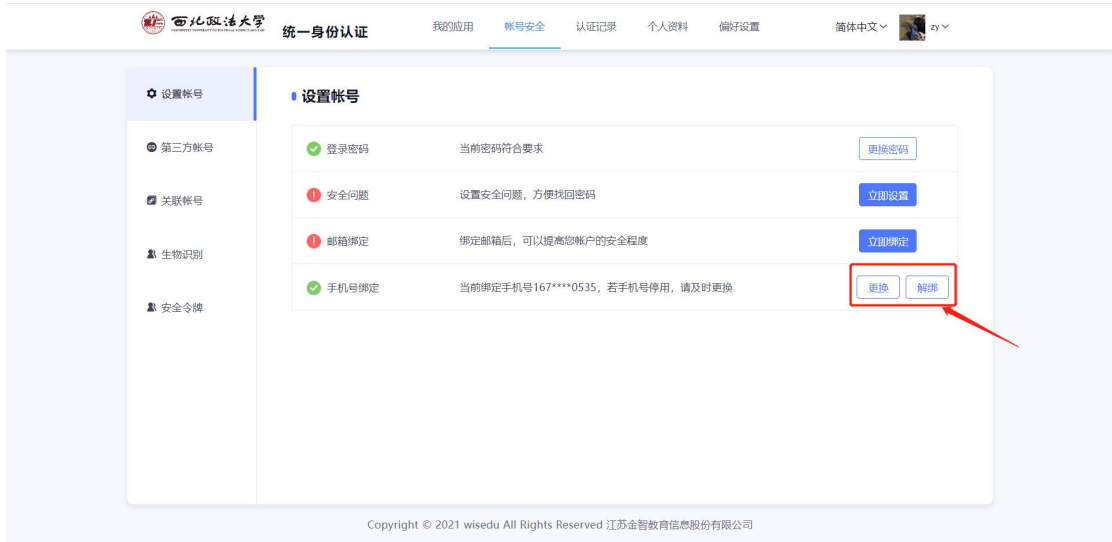 西北政法大学
统一身份认证
我的应用 帐号安全 认证记录 个人资料 偏好设置 简体中文 zy
设置帐号
第三方帐号
关联帐号
生物识别
安全令牌
设置帐号
登录密码 当前密码符合要求 更换密码
安全问题 设置安全问题，方便找回密码 立即设置
邮箱绑定 绑定邮箱后，可以提高您帐户的安全程度 立即绑定
手机号绑定 当前绑定手机号167****0535，若手机号停用，请及时更换 更换 解绑
Copyright © 2021 wisedu All Rights Reserved 江苏金智教育信息股份有限公司